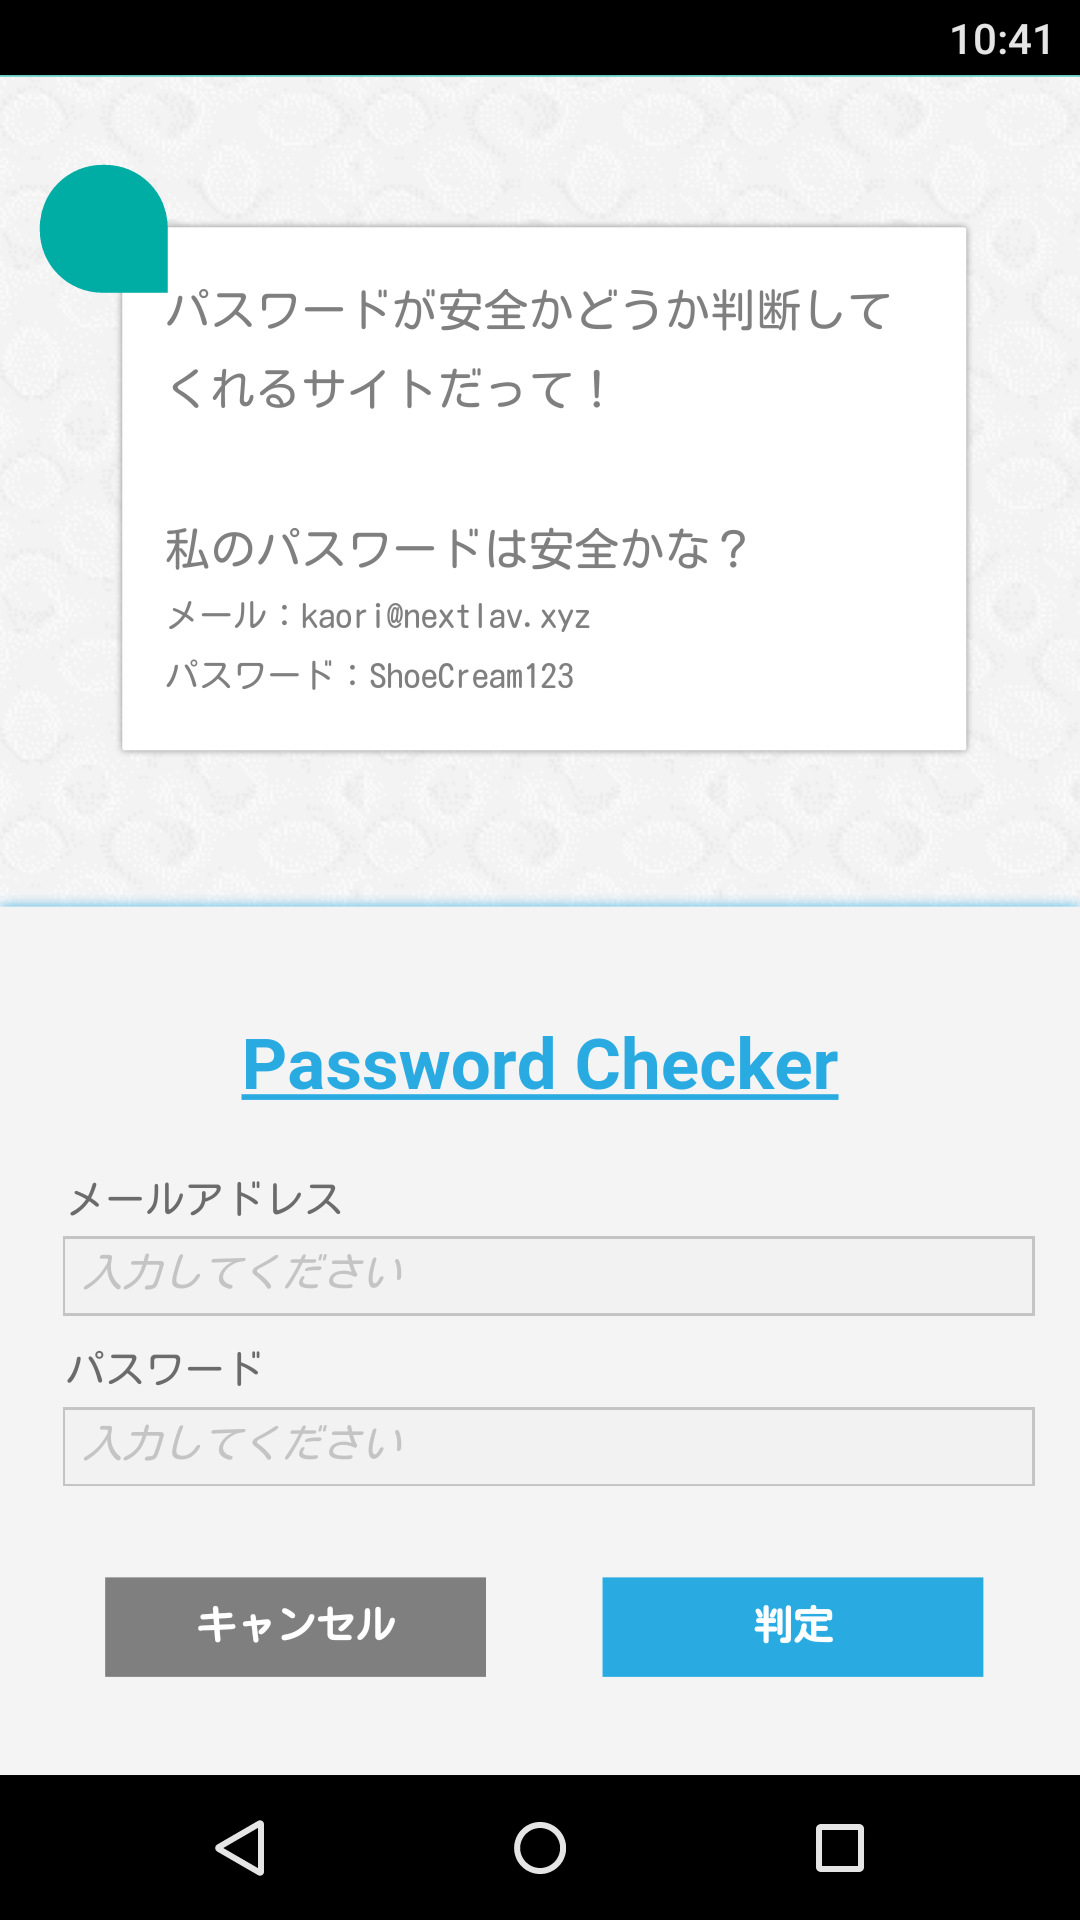 10:41
パスワードが安全かどうか判断して
くれるサイトだって！
私のパスワードは安全かな？
メール：kaori@nextlav.xyz
パスワード：ShoeCream123
Password Checker
メールアドレス
入力してください
パスワード
入力してください
キャンセル
判定